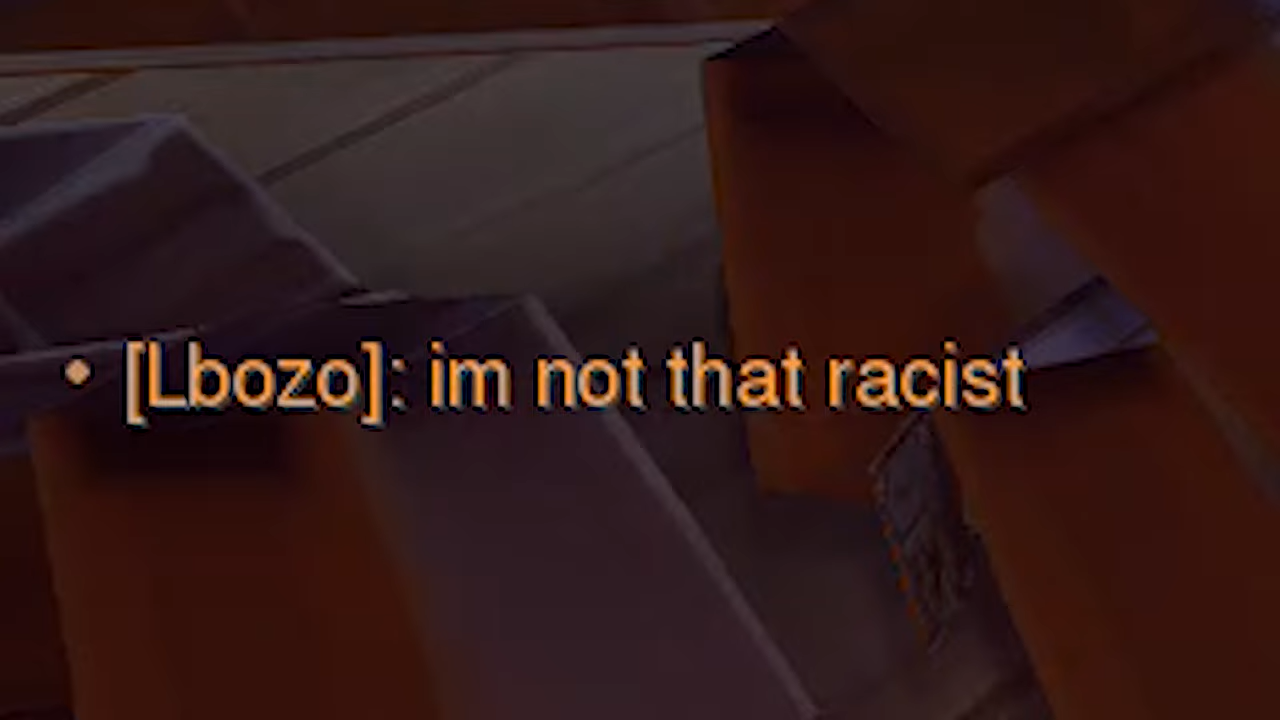 • [Lbozo]: im not that racist